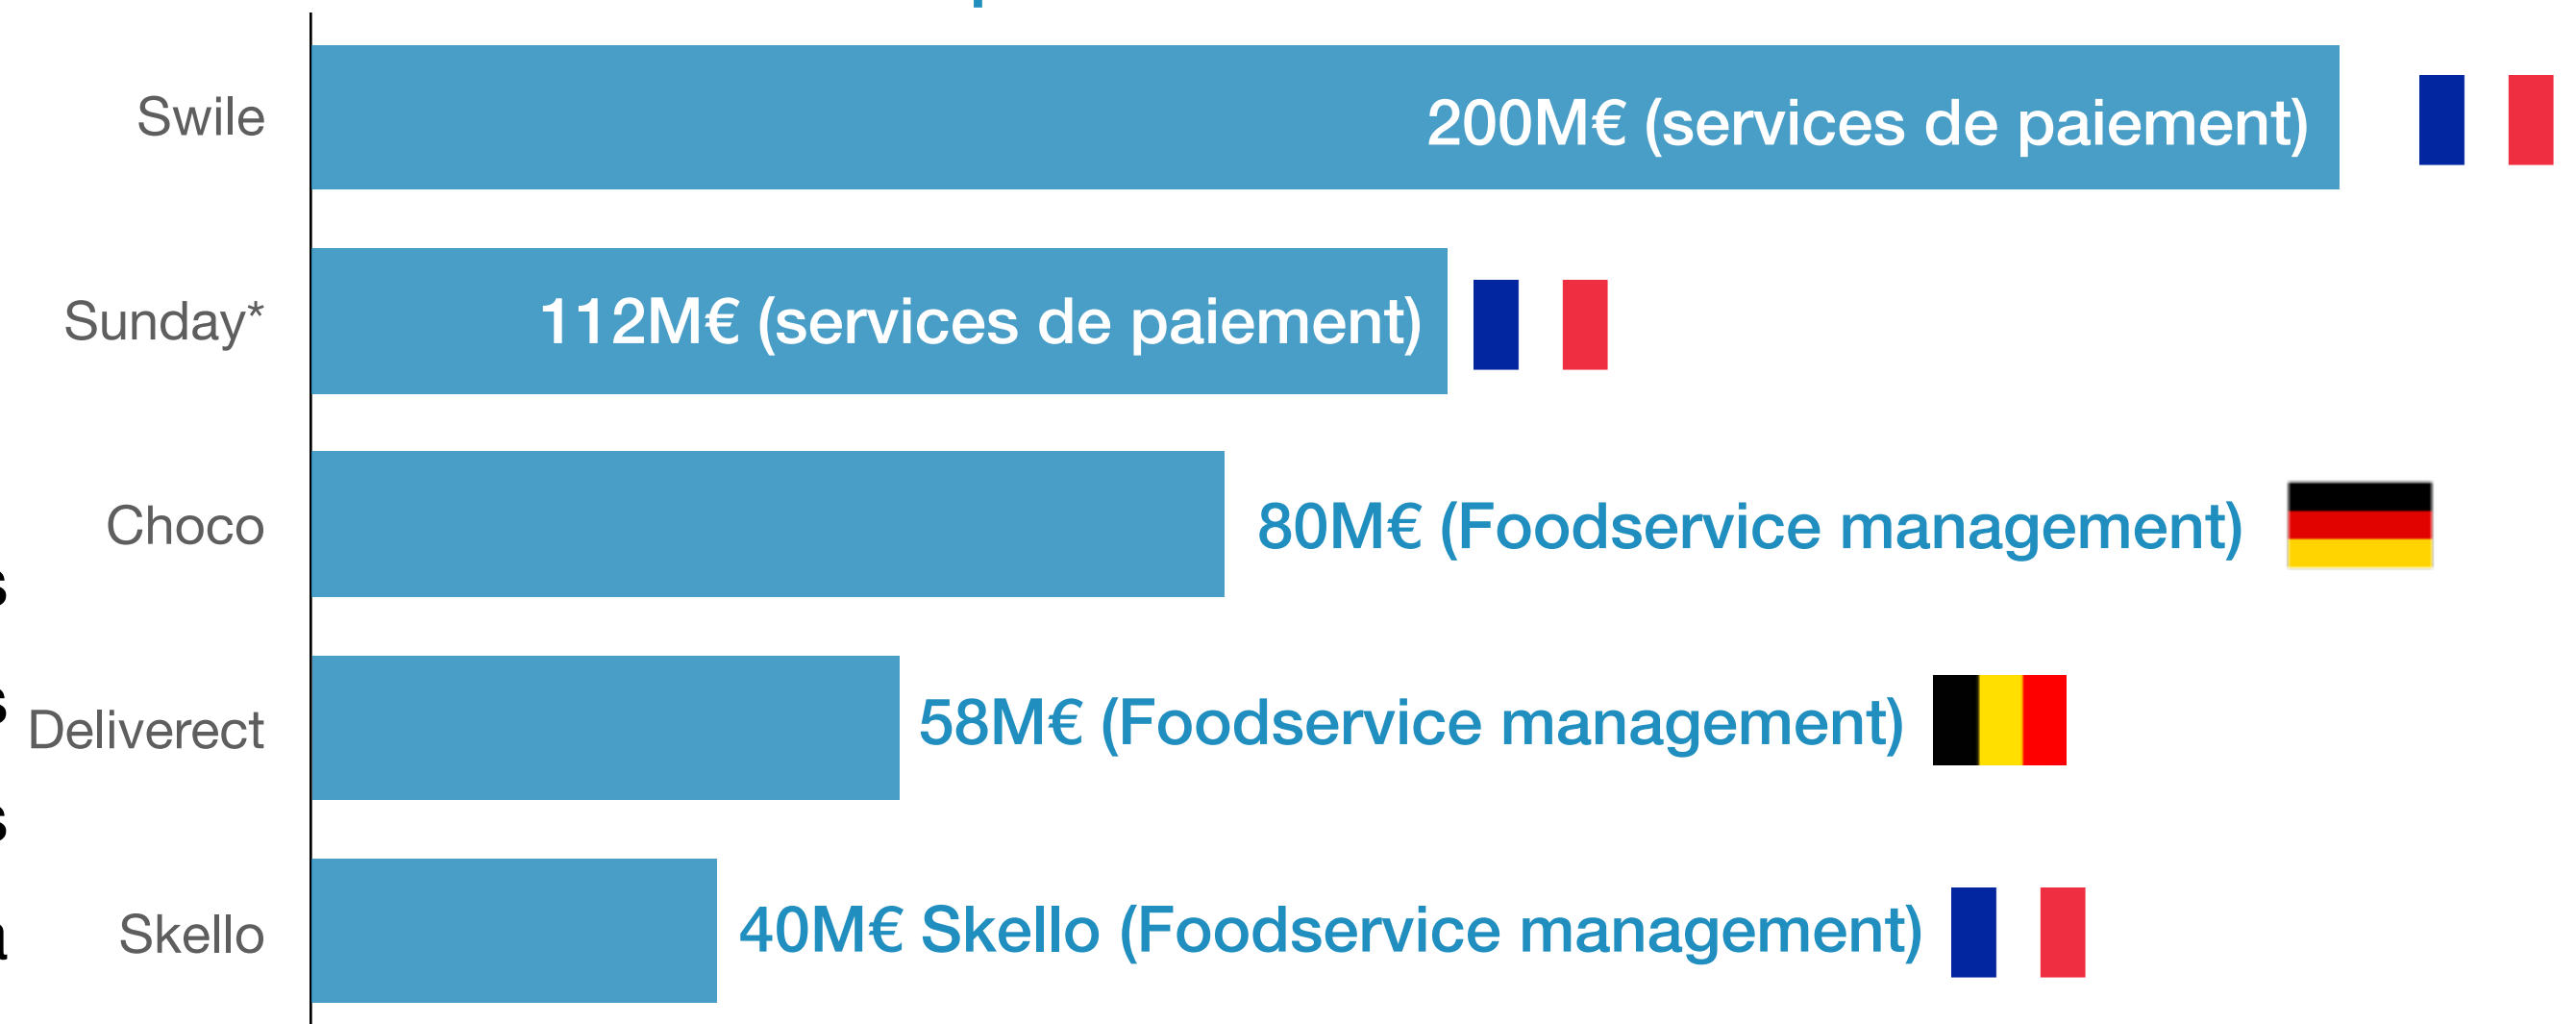 Swile
200M€ (services de paiement)
Sunday*
112M€ (services de paiement)
Choco
80M€ (Foodservice management)
s
s
Deliverect
58M€ (Foodservice management)
s
Skello
40M€ Skello (Foodservice management)